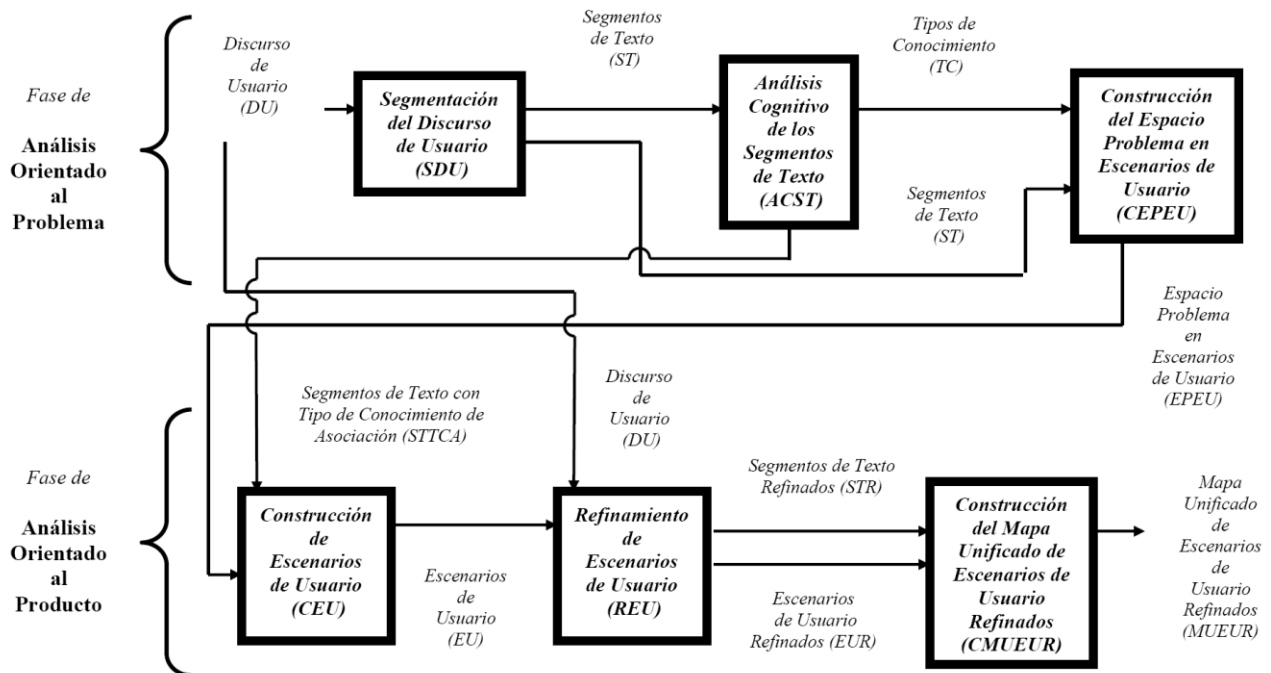 Fase de
Análisis
Orientado
al
Problema
Discurso
de
Usuario
(DU)
Segmentación
del Discurso
de Usuario
(SDU)
Segmentos
de Texto
(ST)
Análisis
Cognitivo
de los
Segmentos
de Texto
(ACST)
Tipos de
Conocimiento
(TC)
Segmentos
de Texto
(ST)
Construcción
del Espacio
Problema en
Escenarios de
Usuario
(CEPEU)
Espacio
Problema
en
Escenarios
de Usuario
(EPEU)
Fase de
Análisis
Orientado
al
Producto
Segmentos de Texto con
Tipo de Conocimiento de
Asociación (STTCA)
Discurso
de
Usuario
(DU)
Construcción
de
Escenarios
de Usuario
(CEU)
Escenarios
de
Usuario
(EU)
Refinamiento
de
Escenarios
de Usuario
(REU)
Segmentos de Texto
Refinados (STR)
Escenarios
de Usuario
Refinados (EUR)
Construcción
del Mapa
Unificado de
Escenarios de
Usuario
Refinados
(CMUEUR)
Mapa
Unificado
de
Escenarios
de
Usuario
Refinados
(MUEUR)